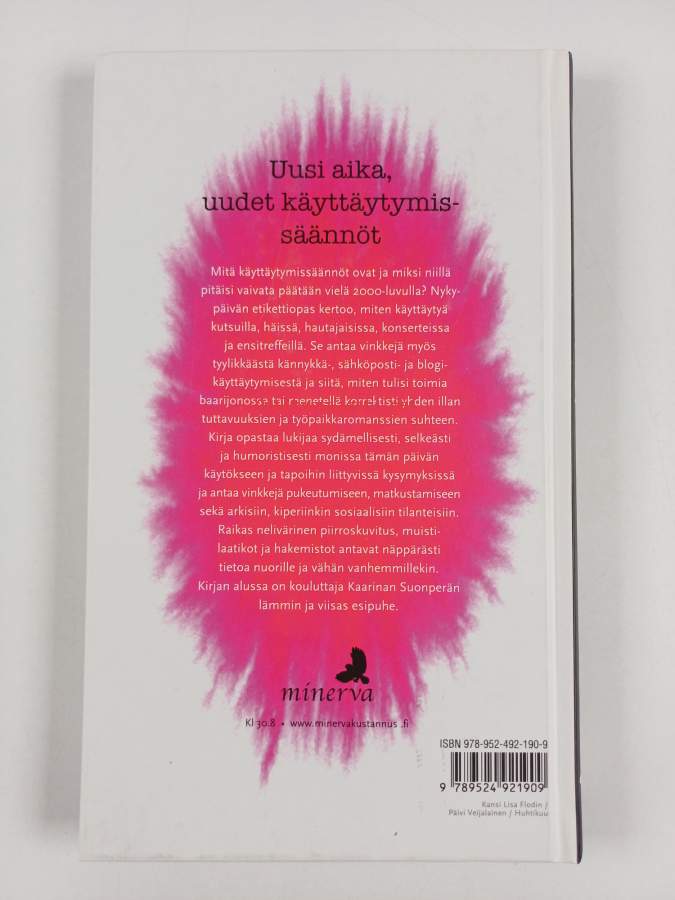 Uusi aika,
uudet käyttäytymis-
säännöt
Mitä käyttäytymissäännöt ovat ja miksi niillä
pitäisi vaivata päätään vielä 2000-luvulla? Nyky-
päivän etikettiopas kertoo, miten käyttäytyä
kutsuilla, häissä, hautajaisissa, konserteissa
ja ensitreffeillä. Se antaa vinkkejä myös
tyylikkäästä kännykkä-, sähköposti- ja blogi-
käyttäytymisestä ja siitä, miten tulisi toimia
baarijonossa tai menetellä korrektisti yhden illan
tuttavuuksien ja työpaikkaromanssien suhteen.
Kirja opastaa lukijaa sydämellisesti, selkeästi
ja humoristisesti monissa tämän päivän
käytökseen ja tapoihin liittyvissä kysymyksissä
ja antaa vinkkejä pukeutumiseen, matkustamiseen
sekä arkisiin, kiperiinkin sosiaalisiin tilanteisiin.
Raikas nelivärinen piirroskuvitus, muisti-
laatikot ja hakemistot antavat näppärästi
tietoa nuorille ja vähän vanhemmillekin.
Kirjan alussa on kouluttaja Kaarinan Suonperän
lämmin ja viisas esipuhe.
minerva
Kl 30.8 • www.minervakustannus.fi
ISBN 978-952-492-190-9
9 789524 921909
Kansi Lisa Flodin /
Päivi Veijalainen / Huhtikuu